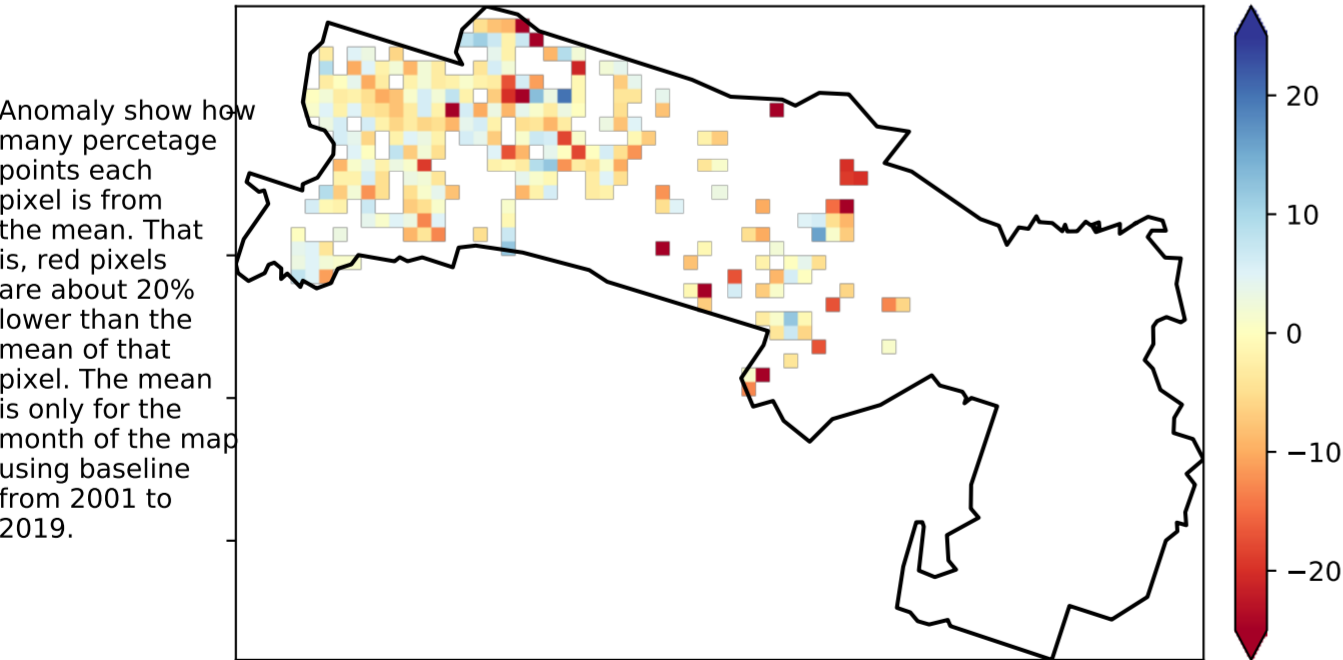 Anomaly show how
many percetage
points each
pixel is from
the mean. That
is, red pixels
are about 20%
lower than the
mean of that
pixel. The mean
is only for the
month of the map
using baseline
from 2001 to
2019.
20
10
0
−10
−20